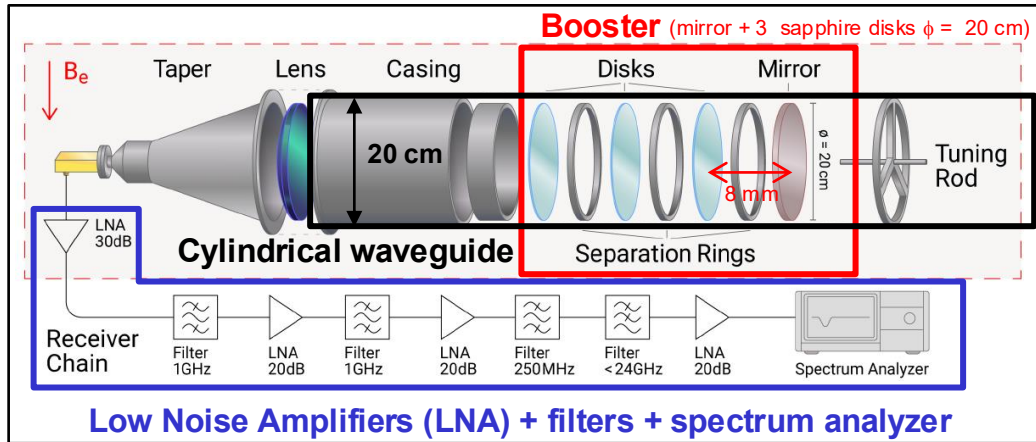 Booster (mirror + 3 sapphire disks ϕ = 20 cm)
Bₑ
Taper
Lens
Casing
Disks
Mirror
20 cm
ø = 20 cm
8 mm
Tuning
Rod
LNA
30dB
Cylindrical waveguide
Separation Rings
Receiver
Chain
Filter
1GHz
LNA
20dB
Filter
1GHz
LNA
20dB
Filter
250MHz
Filter
<24GHz
LNA
20dB
Spectrum Analyzer
Low Noise Amplifiers (LNA) + filters + spectrum analyzer